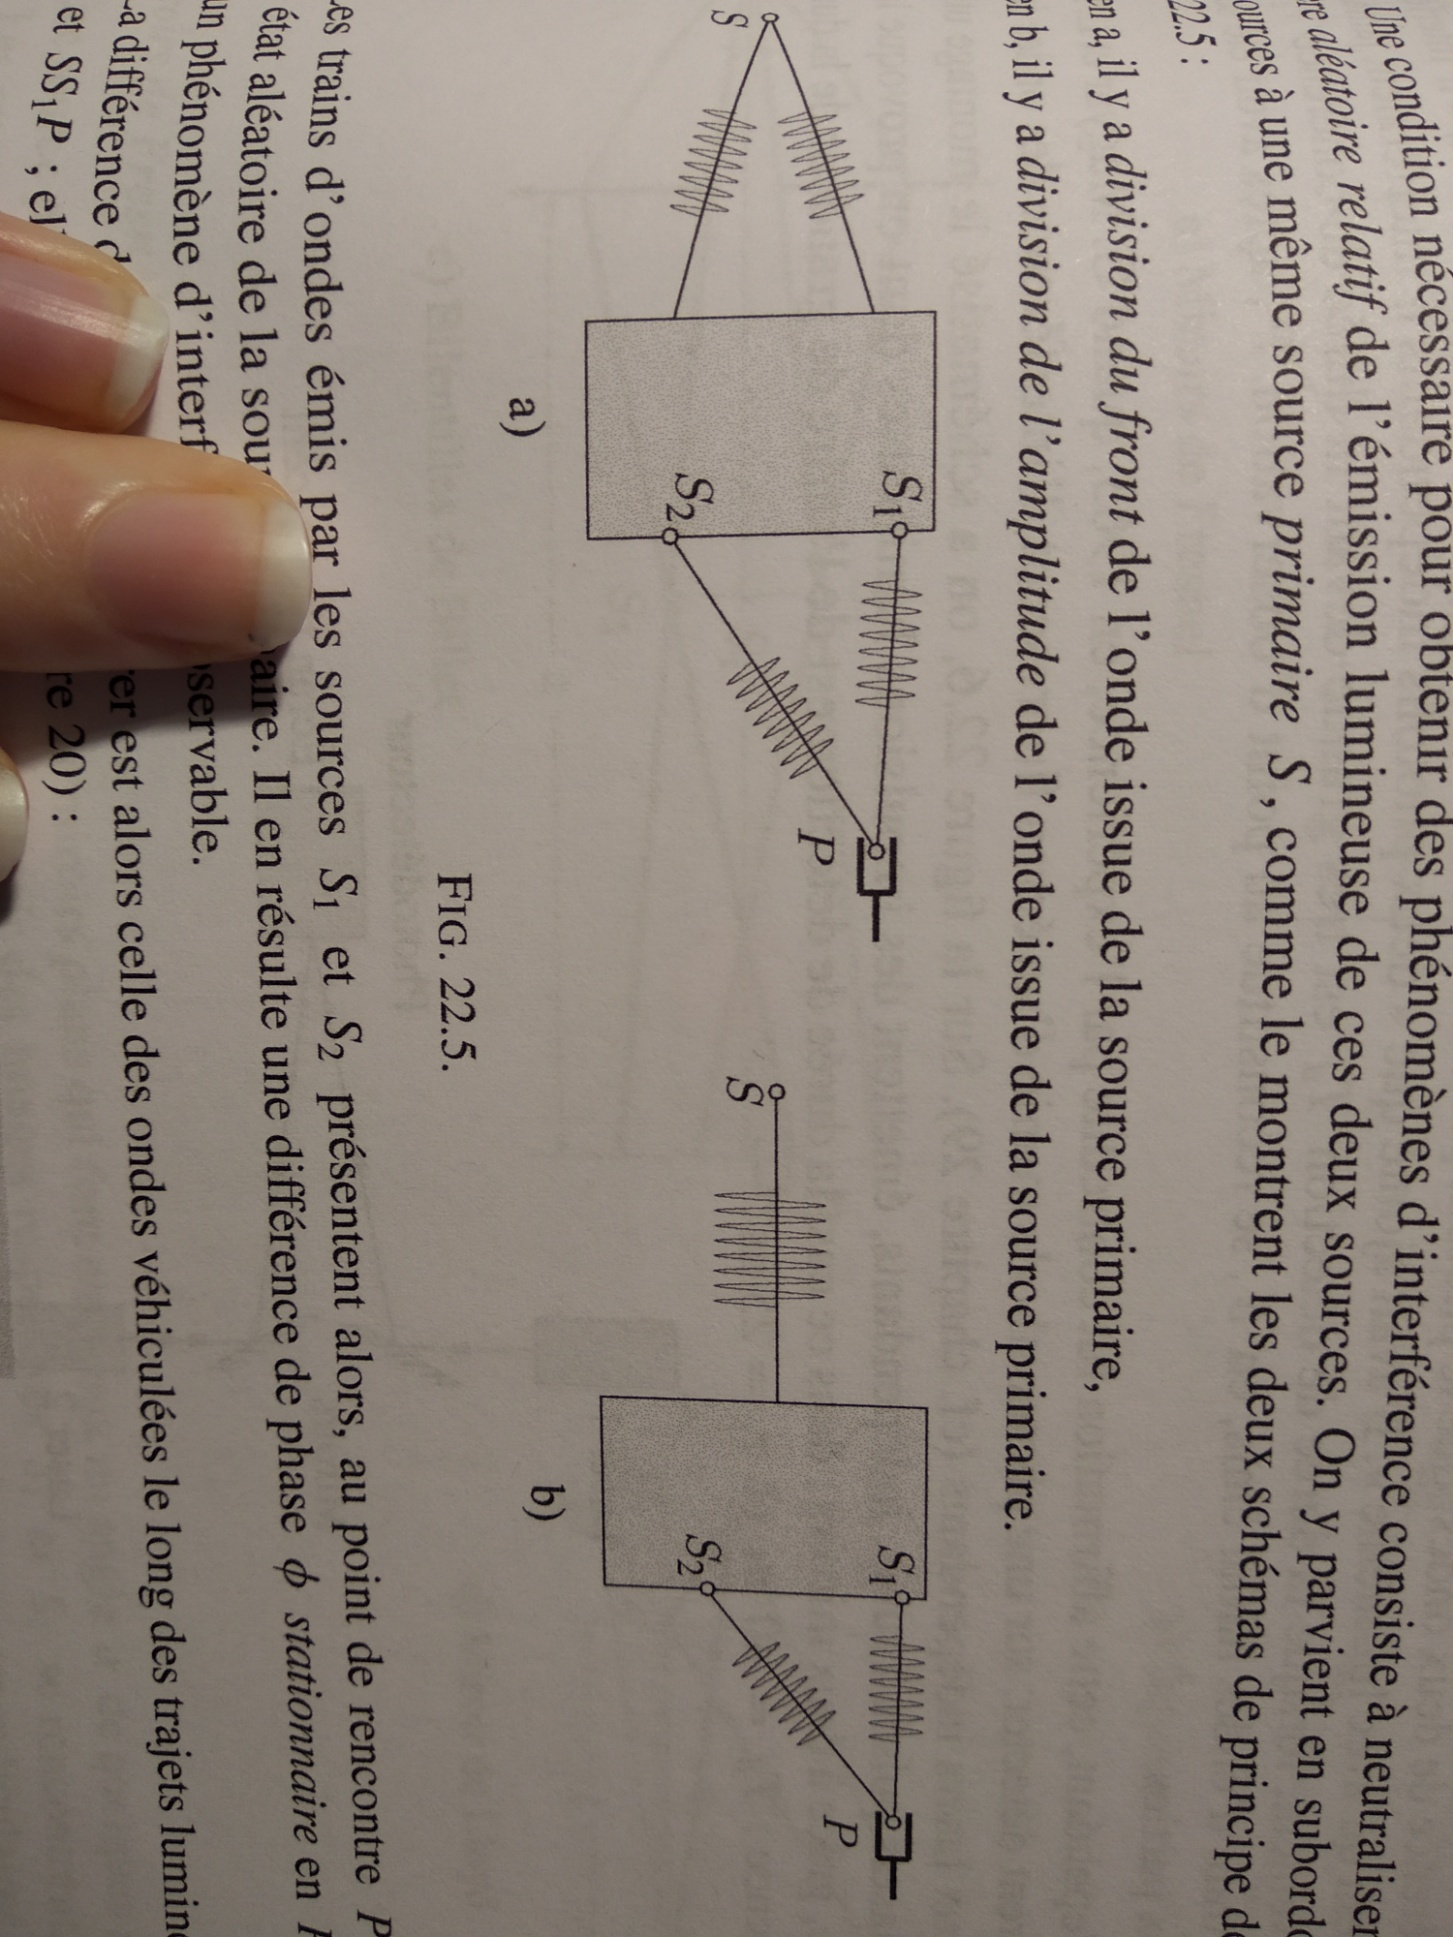 Une condition nécessaire pour obtenir des phénomènes d'interférence consiste à neutraliser
re aléatoire relatif de l'émission lumineuse de ces deux sources. On y parvient en subord
ources à une même source primaire S, comme le montrent les deux schémas de principe de
22.5 :
en a, il y a division du front de l'onde issue de la source primaire,
en b, il y a division de l'amplitude de l'onde issue de la source primaire.
S
S1
S2
P
a)
S
S1
S2
P
b)
FIG. 22.5.
es trains d'ondes émis par les sources S1 et S2 présentent alors, au point de rencontre P
état aléatoire de la sour aire. Il en résulte une différence de phase ϕ stationnaire en P
un phénomène d'interf servable.
a différence d rer est alors celle des ondes véhiculées le long des trajets lumine
et SS1P ; el re 20) :